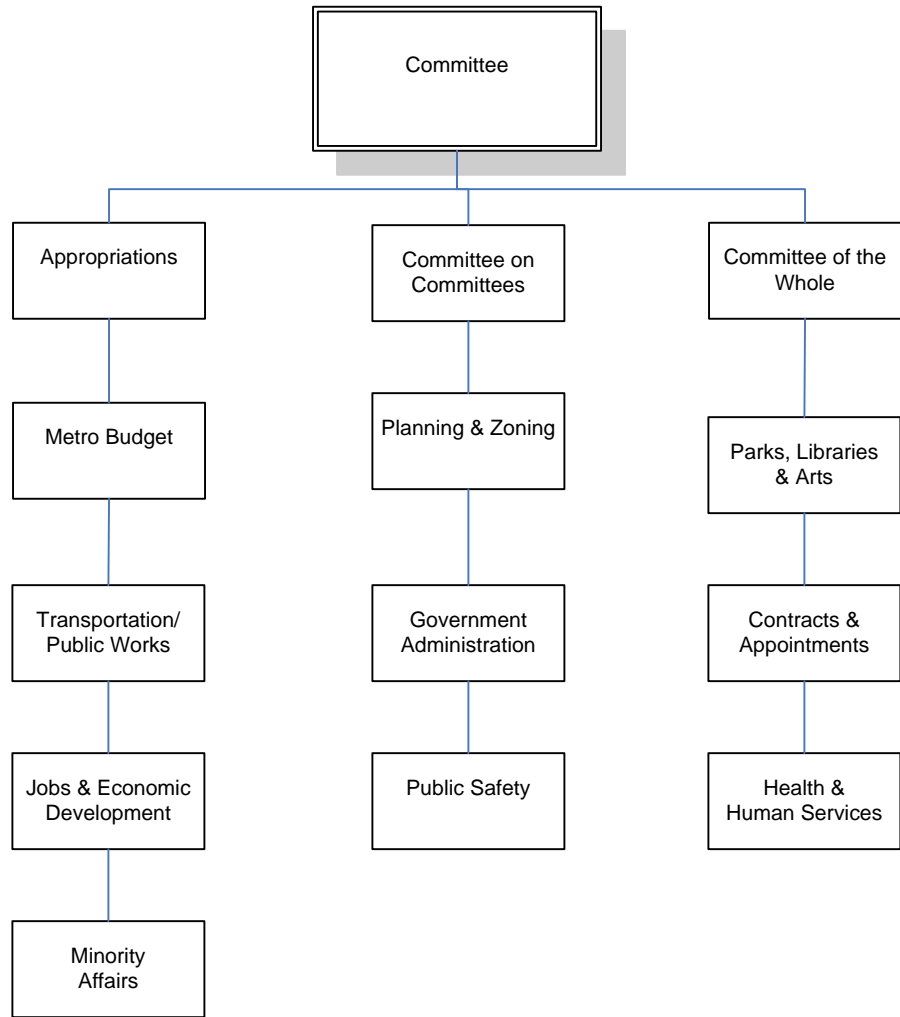 Committee
Appropriations
Committee on
Committees
Committee of the
Whole
Metro Budget
Planning & Zoning
Parks, Libraries
& Arts
Transportation/
Public Works
Government
Administration
Contracts &
Appointments
Jobs & Economic
Development
Public Safety
Health &
Human Services
Minority
Affairs